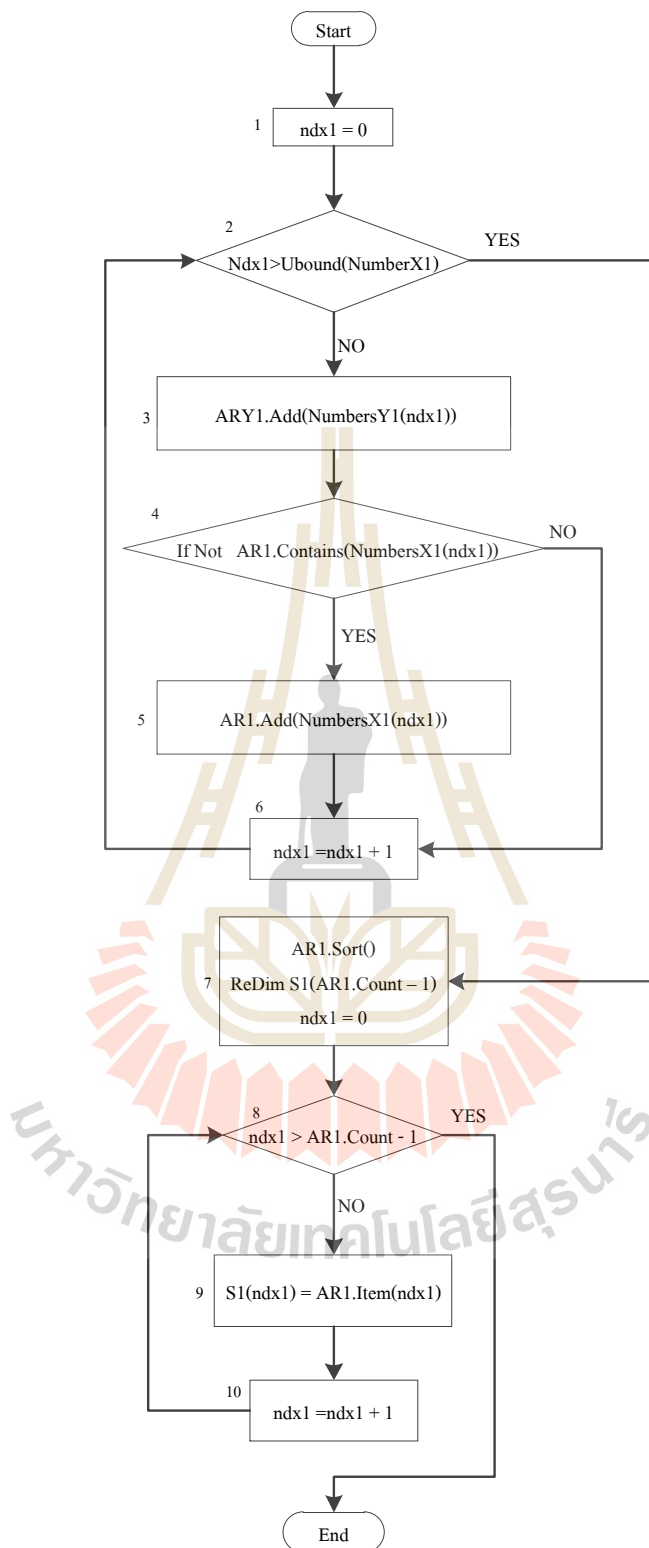 Start
1
ndx1 = 0
2
Ndx1>Ubound(NumberX1)
YES
NO
3
ARY1.Add(NumbersY1(ndx1))
4
If Not AR1.Contains(NumbersX1(ndx1))
NO
YES
5
AR1.Add(NumbersX1(ndx1))
6
ndx1 =ndx1 + 1
AR1.Sort()
7
ReDim S1(AR1.Count – 1)
ndx1 = 0
8
ndx1 > AR1.Count - 1
YES
NO
9
S1(ndx1) = AR1.Item(ndx1)
10
ndx1 =ndx1 + 1
End
มหาวิทยาลัยเทคโนโลยีสุรนารี